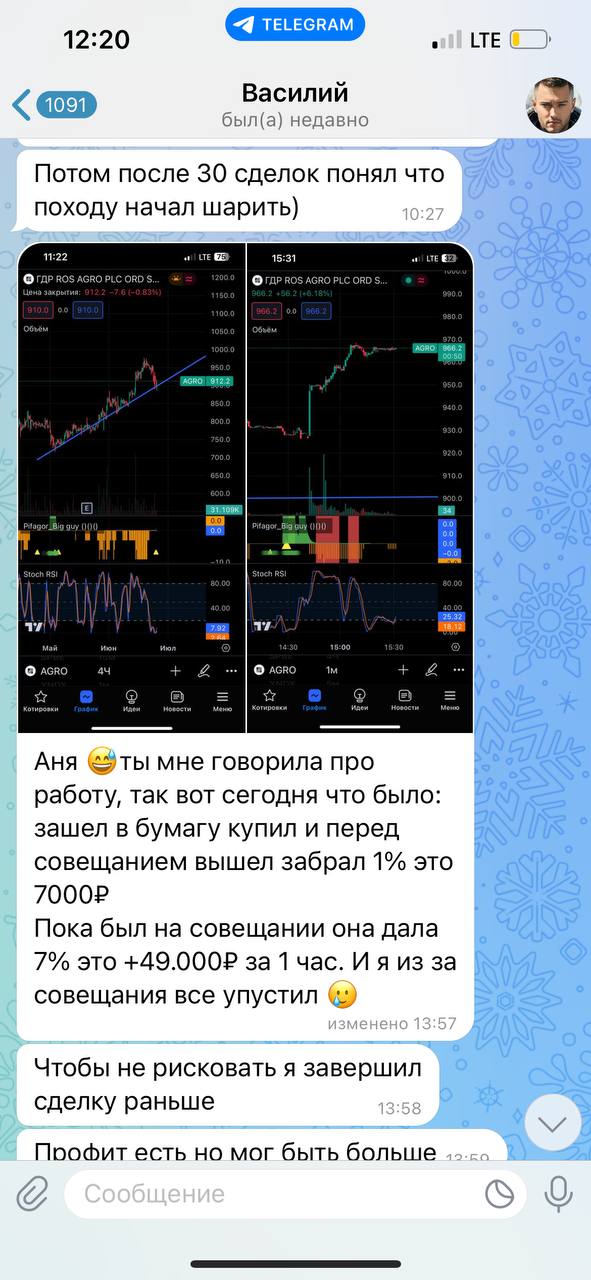 12:20
TELEGRAM
LTE
1091
Василий
был(а) недавно
Потом после 30 сделок понял что
походу начал шарить)
10:27
11:22
LTE 75
ГДР ROS AGRO PLC ORD S...
Цена закрытия: 912.2 −7.6 (−0.83%)
910.0 0.0 910.0
Объём
1200.0
1150.0
1100.0
1050.0
1000.0
950.0
AGRO 912.2
850.0
800.0
750.0
700.0
650.0
600.0
E
31.109K
0.0
0.0
Pifagor_Big guy ()()()
−10.0
Stoch RSI
80.00
40.00
7.92
2.64
Май Июн Июл
AGRO 4Ч
Котировки График Идеи Новости Меню
15:31
LTE 32
ГДР ROS AGRO PLC ORD S...
966.2 +56.2 (+6.18%)
966.2 0.0 966.2
Объём
1000.0
990.0
980.0
970.0
AGRO 966.2
00:50
950.0
940.0
930.0
920.0
910.0
900.0
34
Pifagor_Big guy ()()()
0.0
0.0
0.0
−0.0
Stoch RSI
80.00
40.00
25.32
18.12
0.00
14:30 15:00 15:30
AGRO 1м
Котировки График Идеи Новости Меню
Аня 😅ты мне говорила про
работу, так вот сегодня что было:
зашел в бумагу купил и перед
совещанием вышел забрал 1% это
7000₽
Пока был на совещании она дала
7% это +49.000₽ за 1 час. И я из за
совещания все упустил 🥲
изменено 13:57
Чтобы не рисковать я завершил
сделку раньше
13:58
Профит есть но мог быть больше
13:59
Сообщение